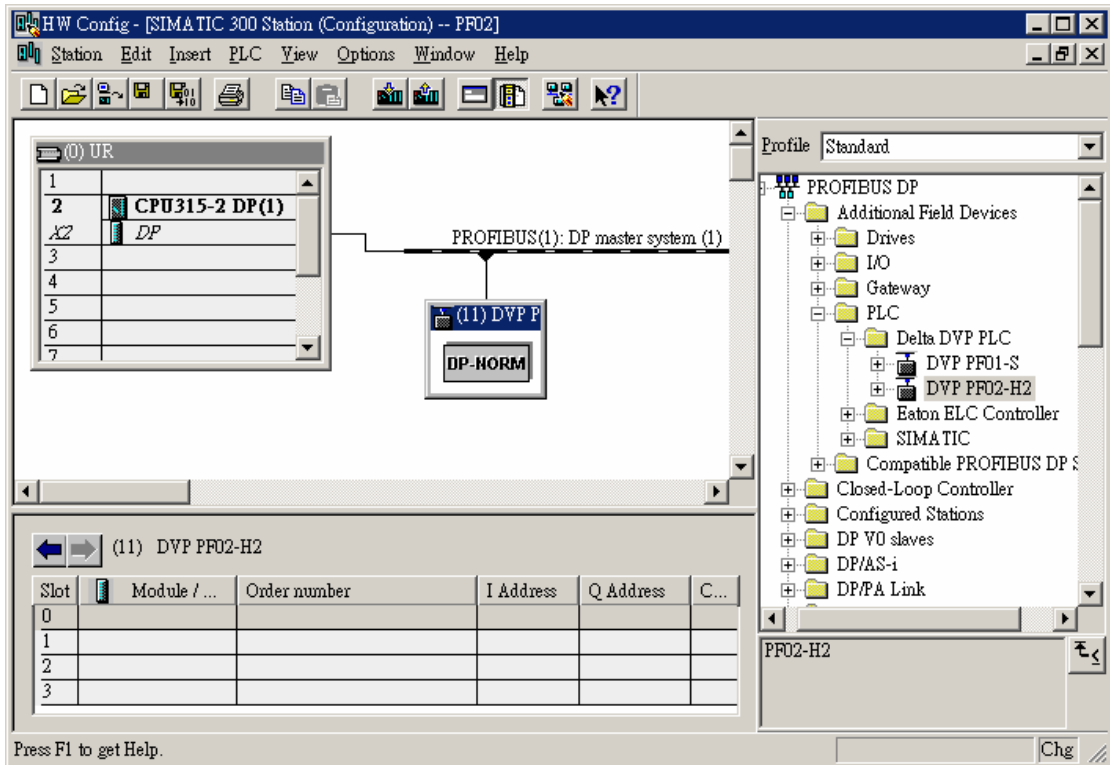 HW Config - [SIMATIC 300 Station (Configuration) -- PF02]
Station Edit Insert PLC View Options Window Help
(0) UR
1
2 CPU315-2 DP(1)
X2 DP
3
4
5
6
7
PROFIBUS(1): DP master system (1)
(11) DVP P
DP-NORM
Profile Standard
PROFIBUS DP
Additional Field Devices
Drives
I/O
Gateway
PLC
Delta DVP PLC
DVP PF01-S
DVP PF02-H2
Eaton ELC Controller
SIMATIC
Compatible PROFIBUS DP S
Closed-Loop Controller
Configured Stations
DP V0 slaves
DP/AS-i
DP/PA Link
(11) DVP PF02-H2
Slot Module / ... Order number I Address Q Address C...
0
1
2
3
PF02-H2
Press F1 to get Help.
Chg